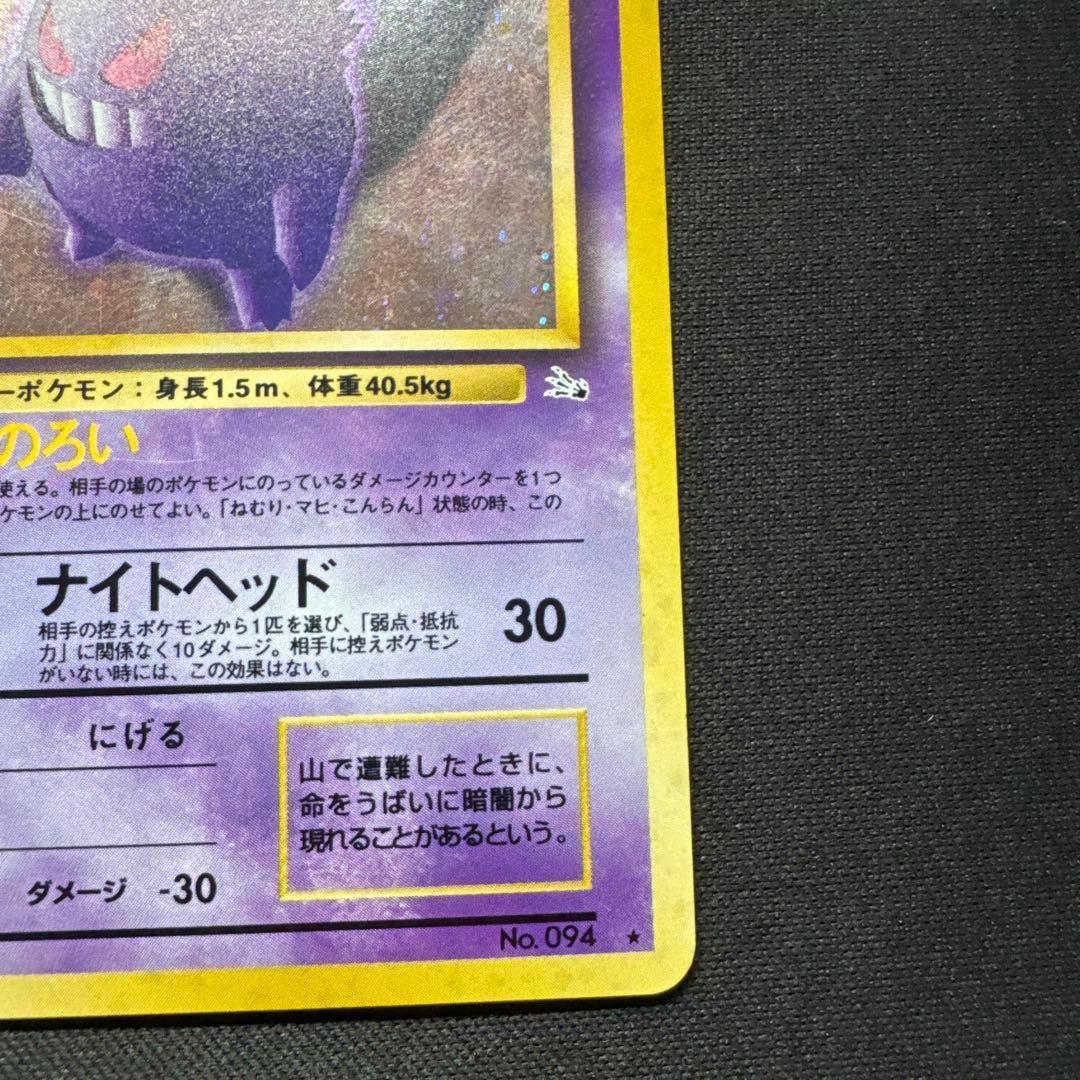 ーポケモン：身長1.5m、体重40.5kg
のろい
使える。相手の場のポケモンにのっているダメージカウンターを1つ
ケモンの上にのせてよい。「ねむり・マヒ・こんらん」状態の時、この
ナイトヘッド 30
相手の控えポケモンから1匹を選び、「弱点・抵抗
力」に関係なく10ダメージ。相手に控えポケモン
がいない時には、この効果はない。
にげる
山で遭難したときに、
命をうばいに暗闇から
現れることがあるという。
ダメージ -30
No. 094 ★